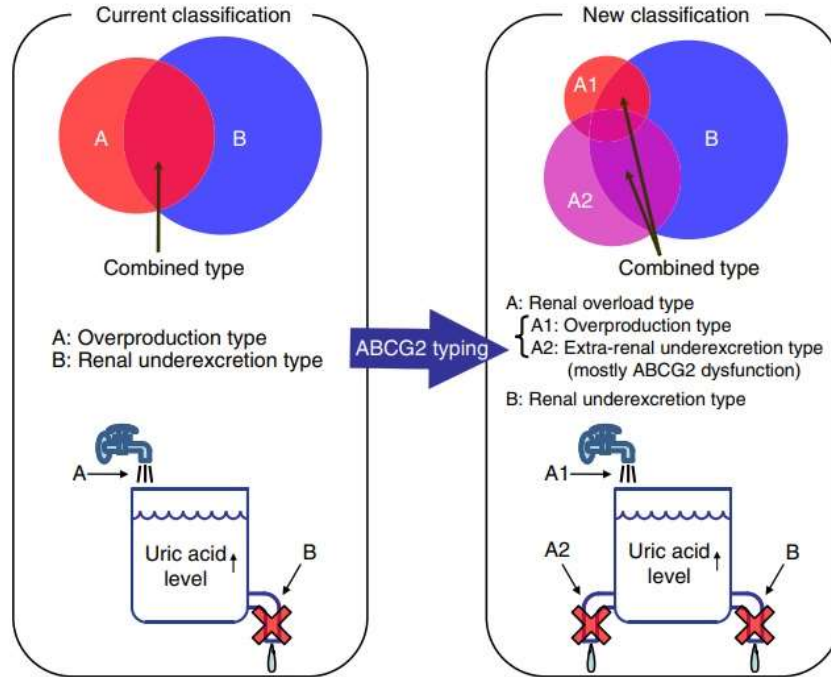 Current classification
A
B
Combined type
A: Overproduction type
B: Renal underexcretion type
A
Uric acid
level
B
ABCG2 typing
New classification
A1
A2
B
Combined type
A: Renal overload type
A1: Overproduction type
A2: Extra-renal underexcretion type
(mostly ABCG2 dysfunction)
B: Renal underexcretion type
A1
A2
Uric acid
level
B